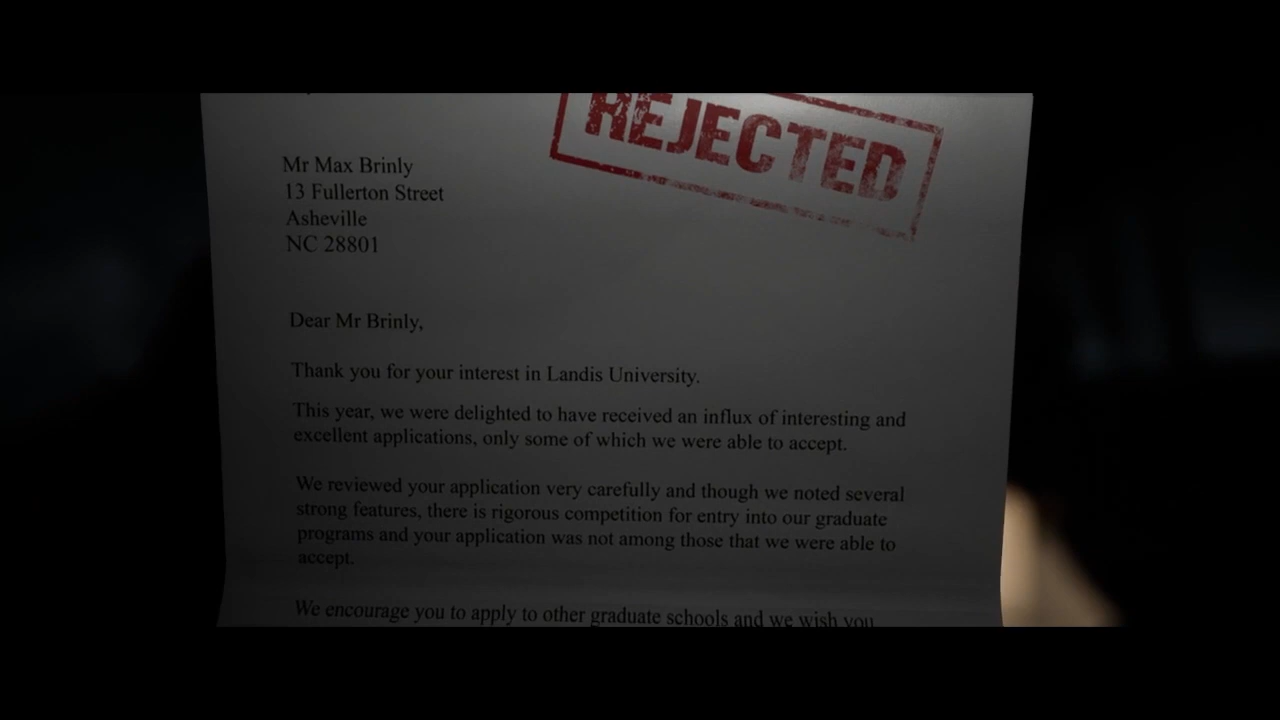 REJECTED
Mr Max Brinly
13 Fullerton Street
Asheville
NC 28801
Dear Mr Brinly,
Thank you for your interest in Landis University.
This year, we were delighted to have received an influx of interesting and
excellent applications, only some of which we were able to accept.
We reviewed your application very carefully and though we noted several
strong features, there is rigorous competition for entry into our graduate
programs and your application was not among those that we were able to
accept.
We encourage you to apply to other graduate schools and we wish you